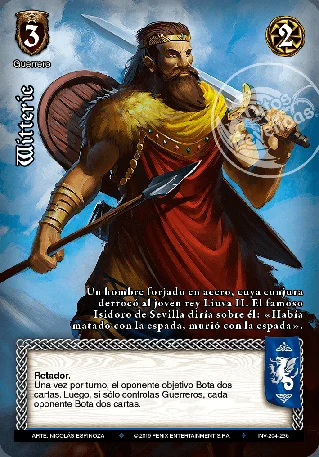 3
2
Guerrero
Witteric
Un hombre forjado en acero, cuya conjura
derrocó al joven rey Liuva II. El famoso
Isidoro de Sevilla diría sobre él: «Había
matado con la espada, murió con la espada».
Retador.
Una vez por turno, el oponente objetivo Bota dos
cartas. Luego, si sólo controlas Guerreros, cada
oponente Bota dos cartas.
ARTE: NICOLÁS ESPINOZA
©2019 FENIX ENTERTAINMENT SPA